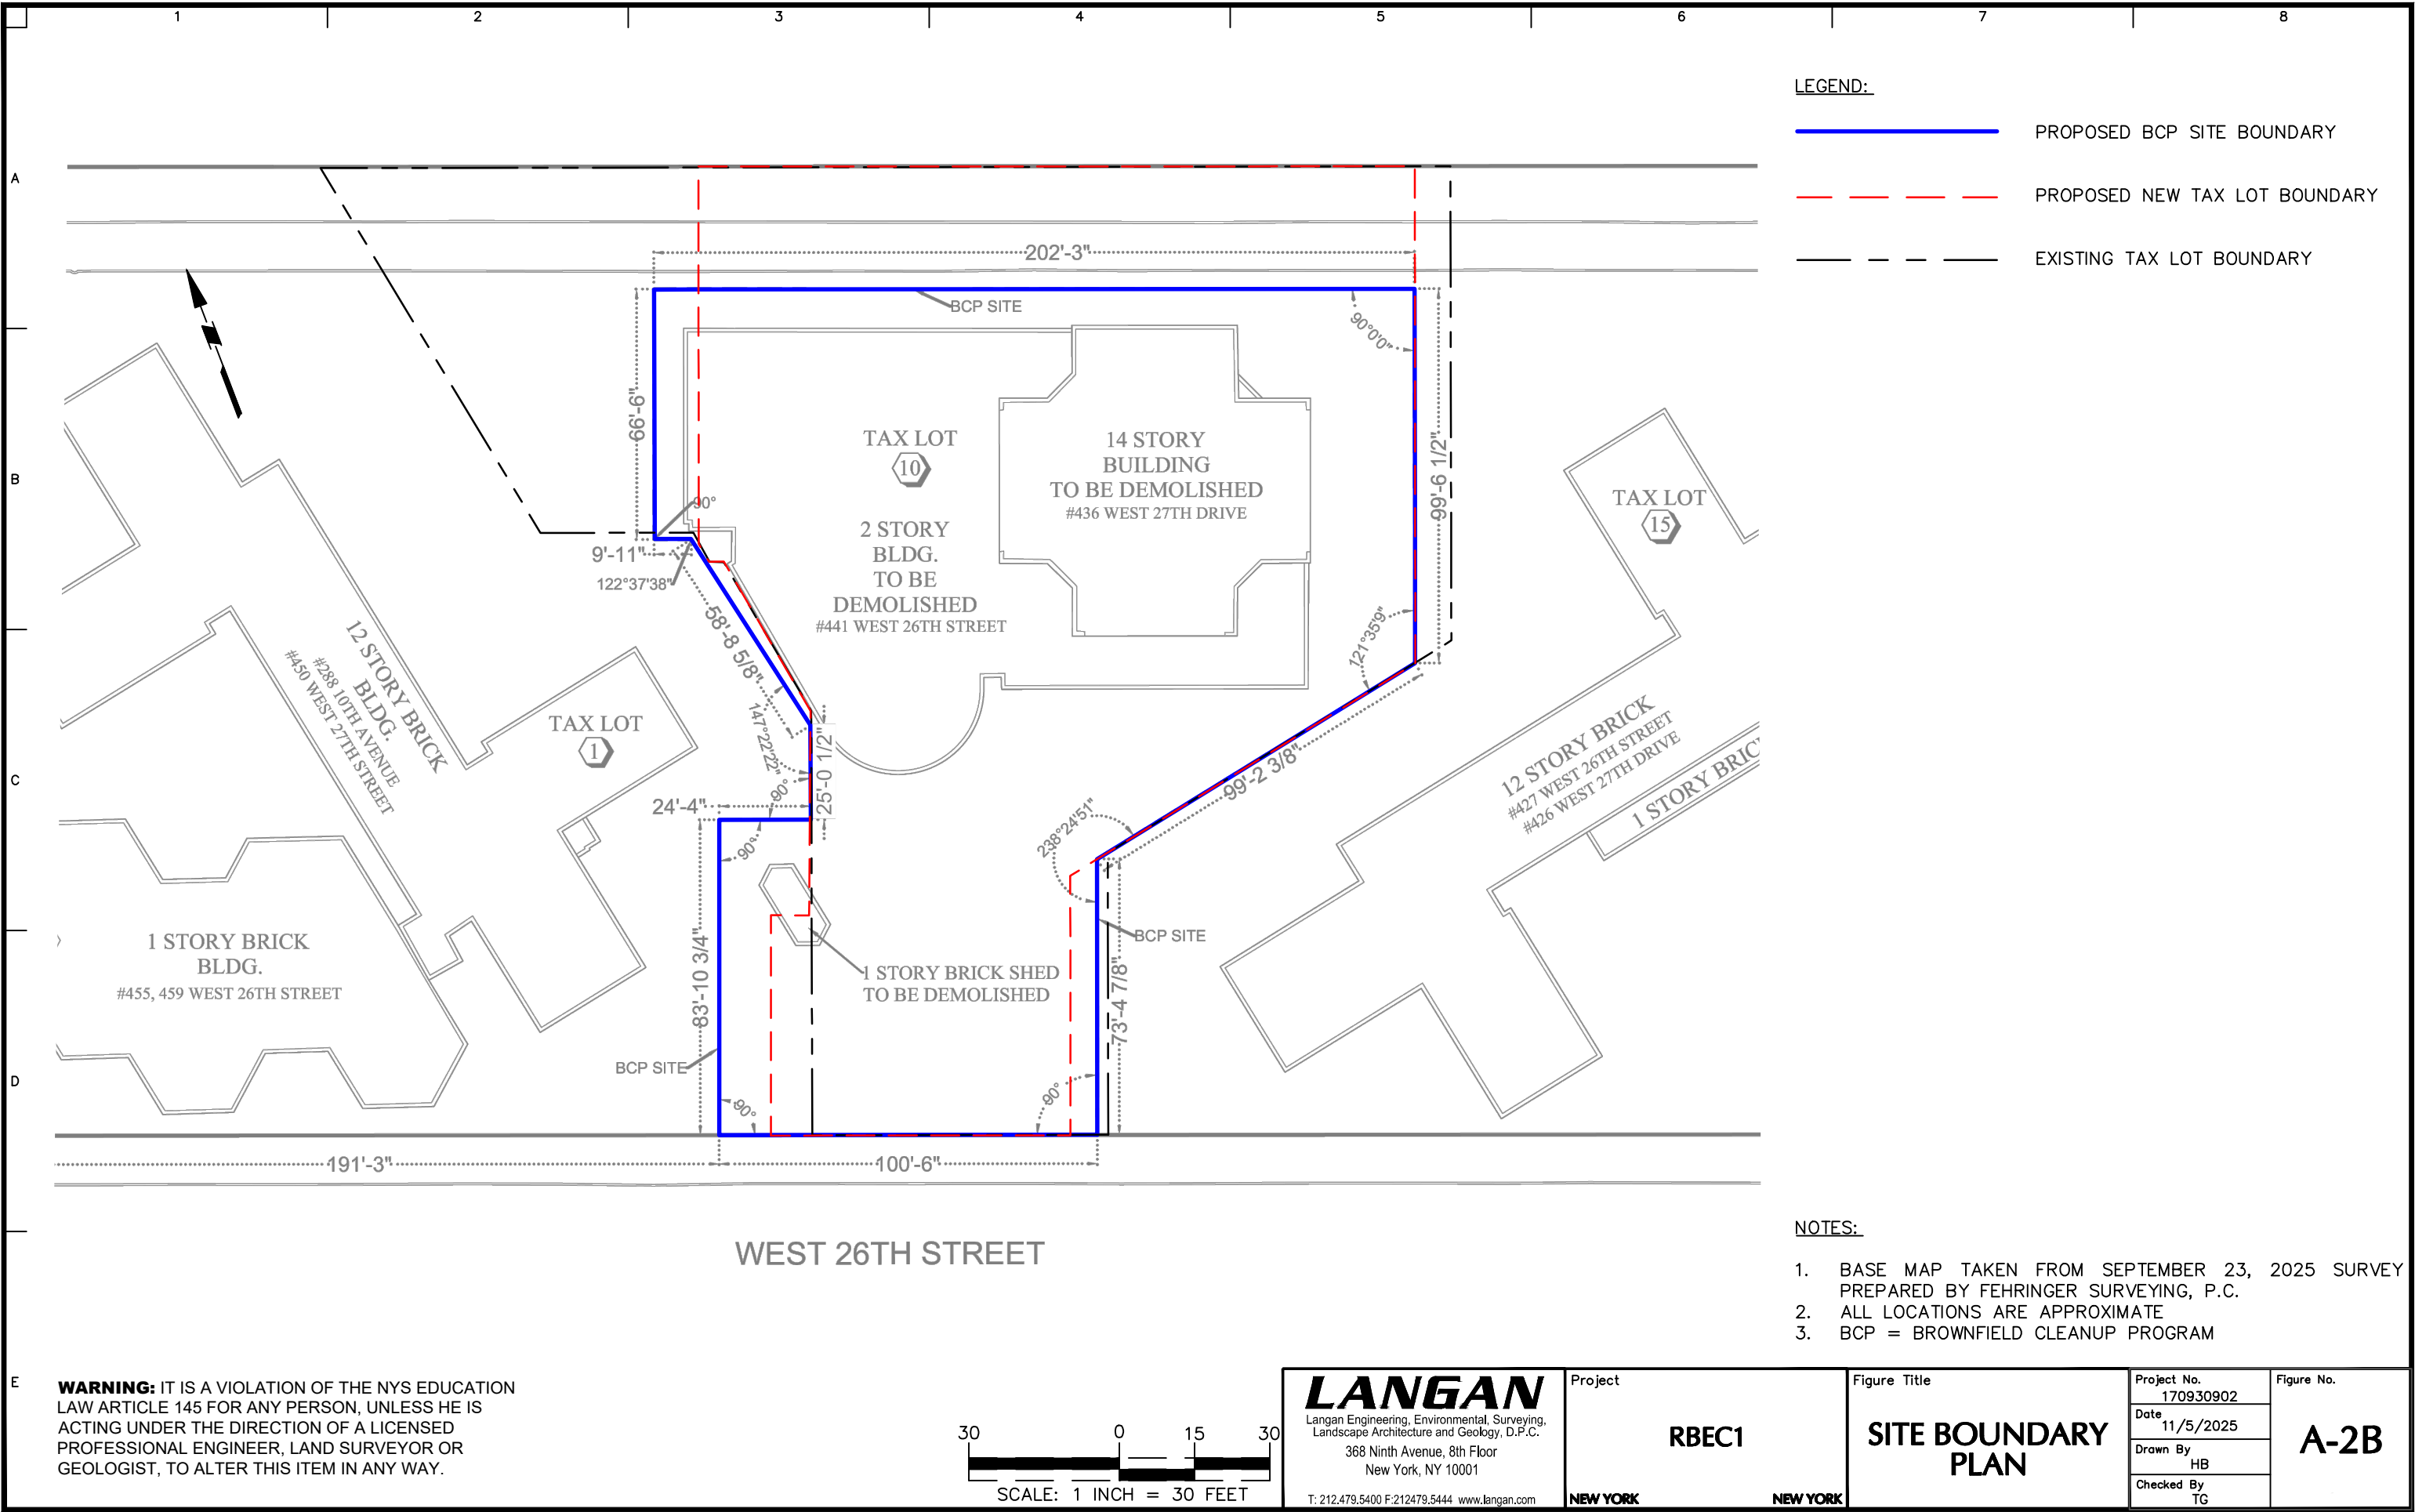 1 2 3 4 5 6 7 8
A
B
C
D
E
LEGEND:
PROPOSED BCP SITE BOUNDARY
PROPOSED NEW TAX LOT BOUNDARY
EXISTING TAX LOT BOUNDARY
202'-3"
BCP SITE
90°0'0"
66'-6"
99'-6 1/2"
TAX LOT
10
14 STORY
BUILDING
TO BE DEMOLISHED
#436 WEST 27TH DRIVE
2 STORY
BLDG.
TO BE
DEMOLISHED
#441 WEST 26TH STREET
TAX LOT
15
90°
9'-11"
122°37'38"
58'-8 5/8"
147°22'22"
121°35'9"
12 STORY BRICK
BLDG.
#288 10TH AVENUE
#450 WEST 27TH STREET
TAX LOT
1
25'-0 1/2"
90°
24'-4"
90°
99'-2 3/8"
238°24'51"
12 STORY BRICK
#427 WEST 26TH STREET
#426 WEST 27TH DRIVE
1 STORY BRIC
1 STORY BRICK
BLDG.
#455, 459 WEST 26TH STREET
83'-10 3/4"
BCP SITE
1 STORY BRICK SHED
TO BE DEMOLISHED
73'-4 7/8"
BCP SITE
90°
90°
191'-3"
100'-6"
WEST 26TH STREET
NOTES:
1. BASE MAP TAKEN FROM SEPTEMBER 23, 2025 SURVEY
PREPARED BY FEHRINGER SURVEYING, P.C.
2. ALL LOCATIONS ARE APPROXIMATE
3. BCP = BROWNFIELD CLEANUP PROGRAM
WARNING: IT IS A VIOLATION OF THE NYS EDUCATION
LAW ARTICLE 145 FOR ANY PERSON, UNLESS HE IS
ACTING UNDER THE DIRECTION OF A LICENSED
PROFESSIONAL ENGINEER, LAND SURVEYOR OR
GEOLOGIST, TO ALTER THIS ITEM IN ANY WAY.
30 0 15 30
SCALE: 1 INCH = 30 FEET
LANGAN
Langan Engineering, Environmental, Surveying,
Landscape Architecture and Geology, D.P.C.
368 Ninth Avenue, 8th Floor
New York, NY 10001
T: 212.479.5400 F:212479.5444 www.langan.com
Project
RBEC1
NEW YORK NEW YORK
Figure Title
SITE BOUNDARY
PLAN
Project No.
170930902
Date
11/5/2025
Drawn By
HB
Checked By
TG
Figure No.
A-2B